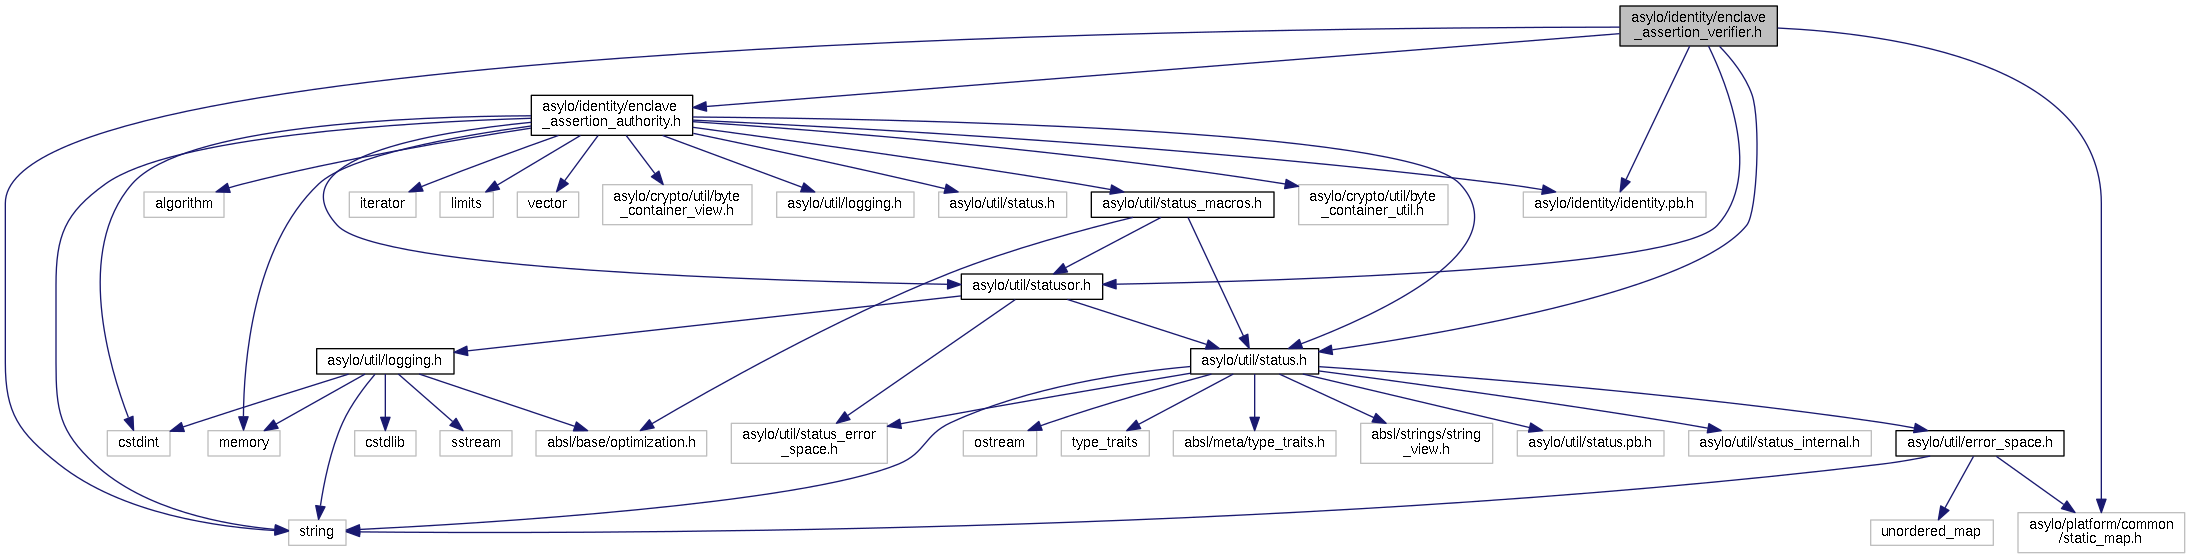 asylo/identity/enclave
_assertion_verifier.h
asylo/identity/enclave
_assertion_authority.h
algorithm
iterator
limits
vector
asylo/crypto/util/byte
_container_view.h
asylo/util/logging.h
asylo/util/status.h
asylo/util/status_macros.h
asylo/crypto/util/byte
_container_util.h
asylo/identity/identity.pb.h
asylo/util/statusor.h
asylo/util/logging.h
asylo/util/status.h
cstdint
memory
cstdlib
sstream
absl/base/optimization.h
asylo/util/status_error
_space.h
ostream
type_traits
absl/meta/type_traits.h
absl/strings/string
_view.h
asylo/util/status.pb.h
asylo/util/status_internal.h
asylo/util/error_space.h
string
unordered_map
asylo/platform/common
/static_map.h